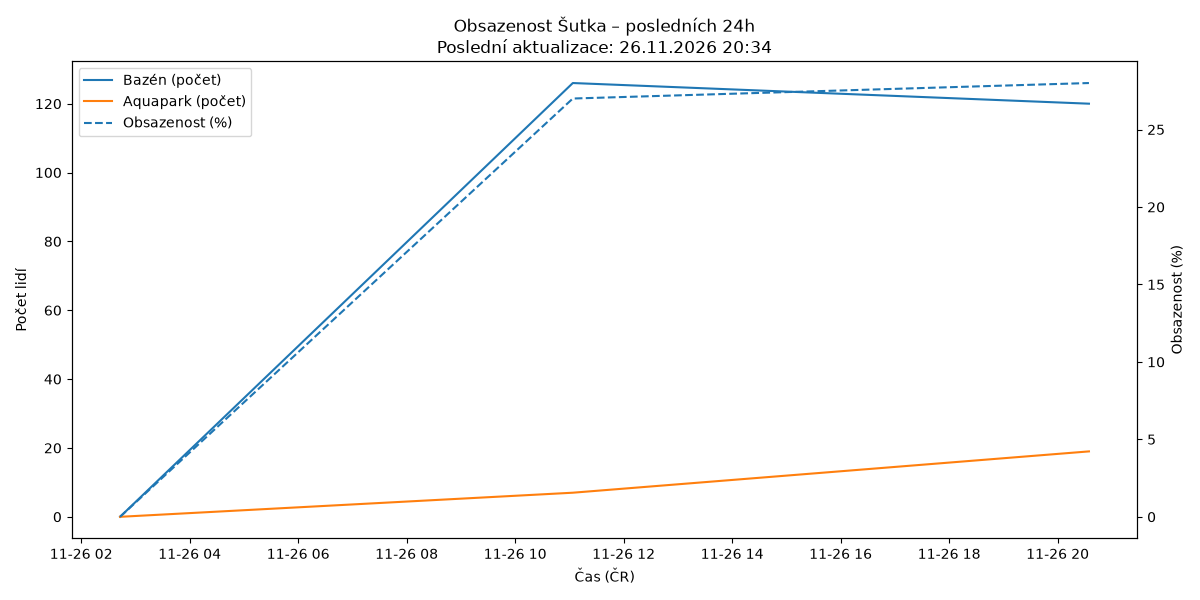 Obsazenost Šutka – posledních 24h
Poslední aktualizace: 26.11.2026 20:34
Bazén (počet)
Aquapark (počet)
Obsazenost (%)
120
100
80
60
40
20
0
Počet lidí
25
20
15
10
5
0
Obsazenost (%)
11-26 02 11-26 04 11-26 06 11-26 08 11-26 10 11-26 12 11-26 14 11-26 16 11-26 18 11-26 20
Čas (ČR)